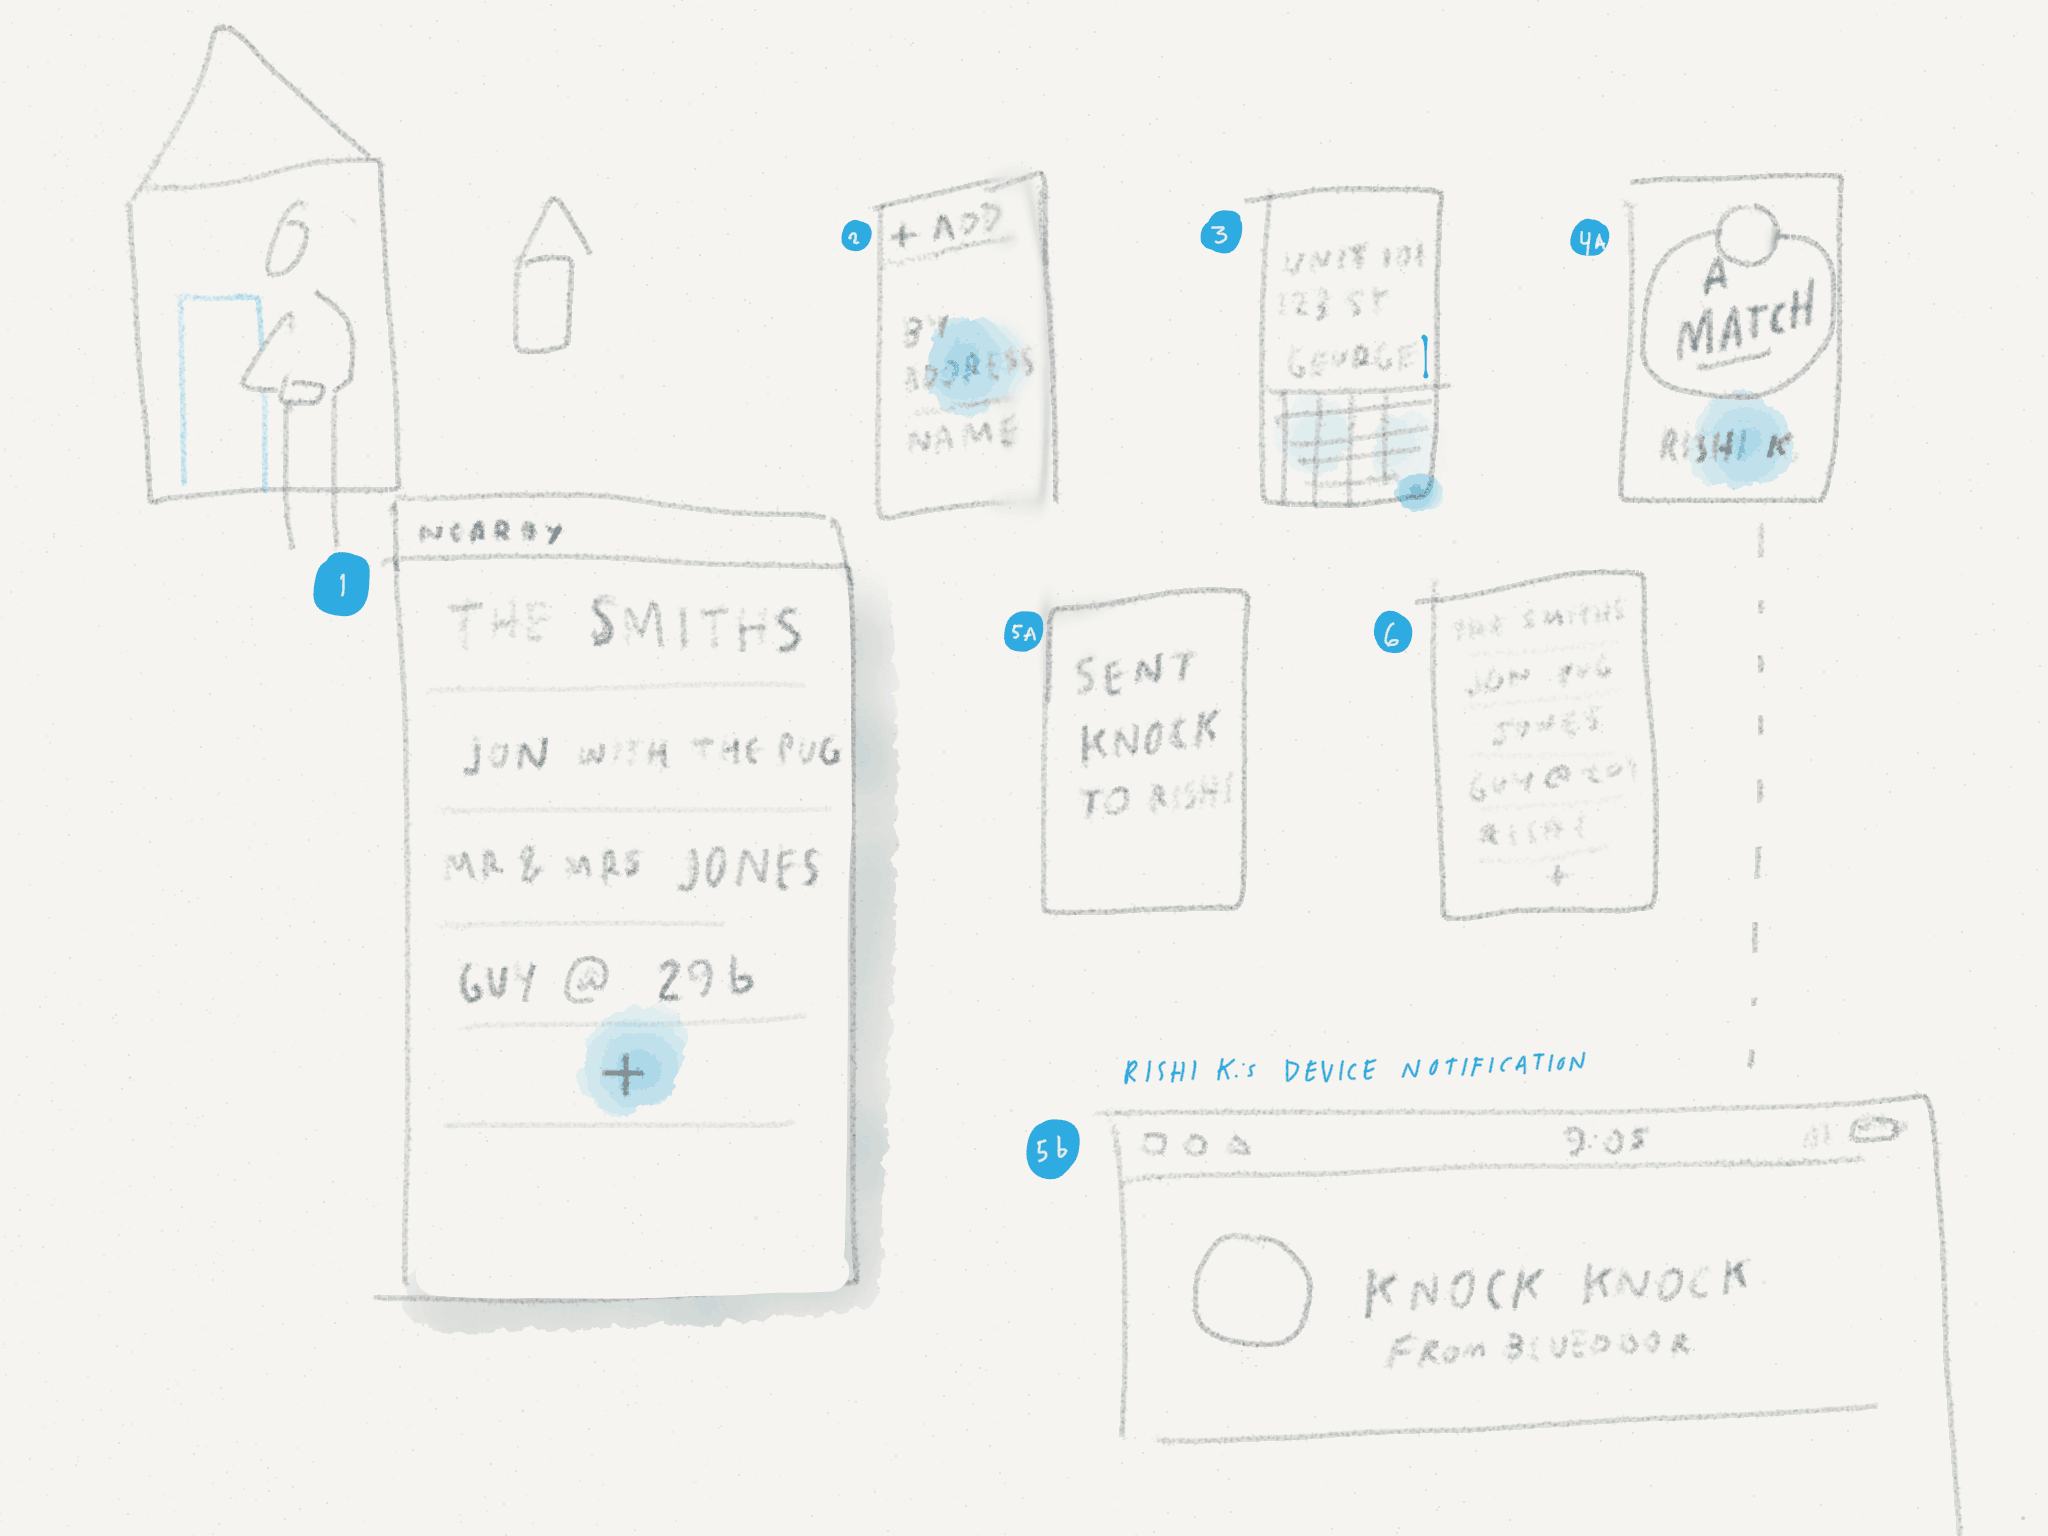 1
NEARBY
THE SMITHS
JON WITH THE PUG
MR & MRS JONES
GUY @ 29b
+
2
+ ADD
BY
ADDRESS
NAME
3
UNIT 101
123 ST
GEORGE
4A
A
MATCH
RISHI K
5A
SENT
KNOCK
TO RISHI
6
THE SMITHS
JON PUG
JONES
GUY @
RISHI
+
RISHI K.'s DEVICE NOTIFICATION
5b
9:05
KNOCK KNOCK
FROM BLUEDOOR